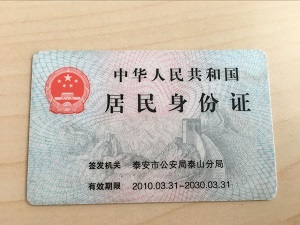 中华人民共和国
居民身份证
签发机关 泰安市公安局泰山分局
有效期限 2010.03.31-2030.03.31